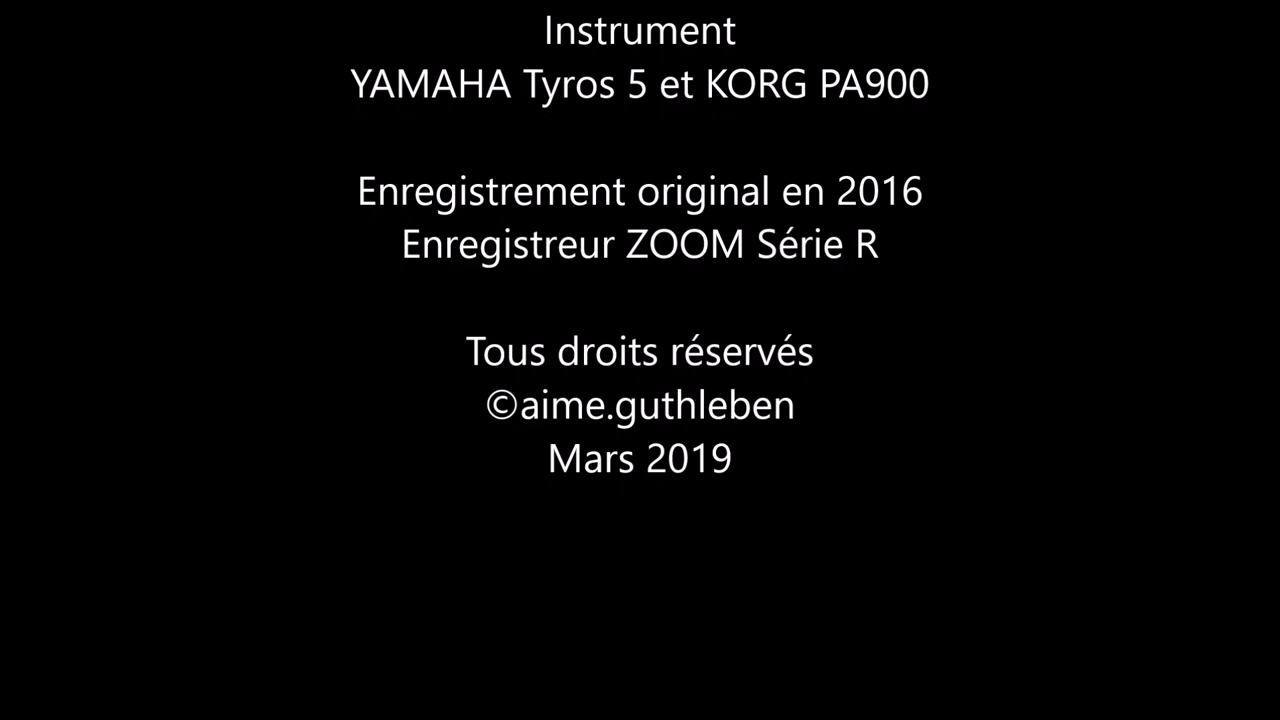 Instrument
YAMAHA Tyros 5 et KORG PA900
Enregistrement original en 2016
Enregistreur ZOOM Série R
Tous droits réservés
©aime.guthleben
Mars 2019